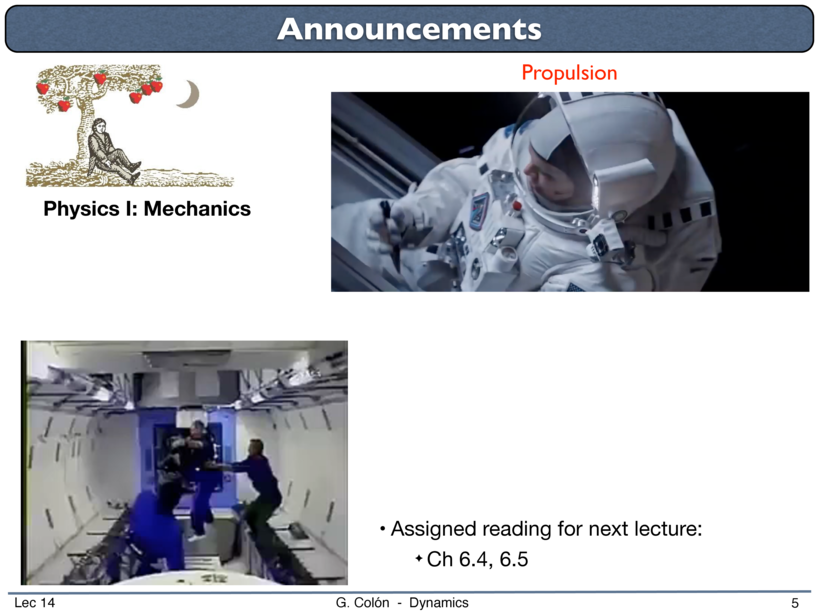 Announcements
Propulsion
Physics I: Mechanics
• Assigned reading for next lecture:
✦ Ch 6.4, 6.5
Lec 14
G. Colón - Dynamics
5